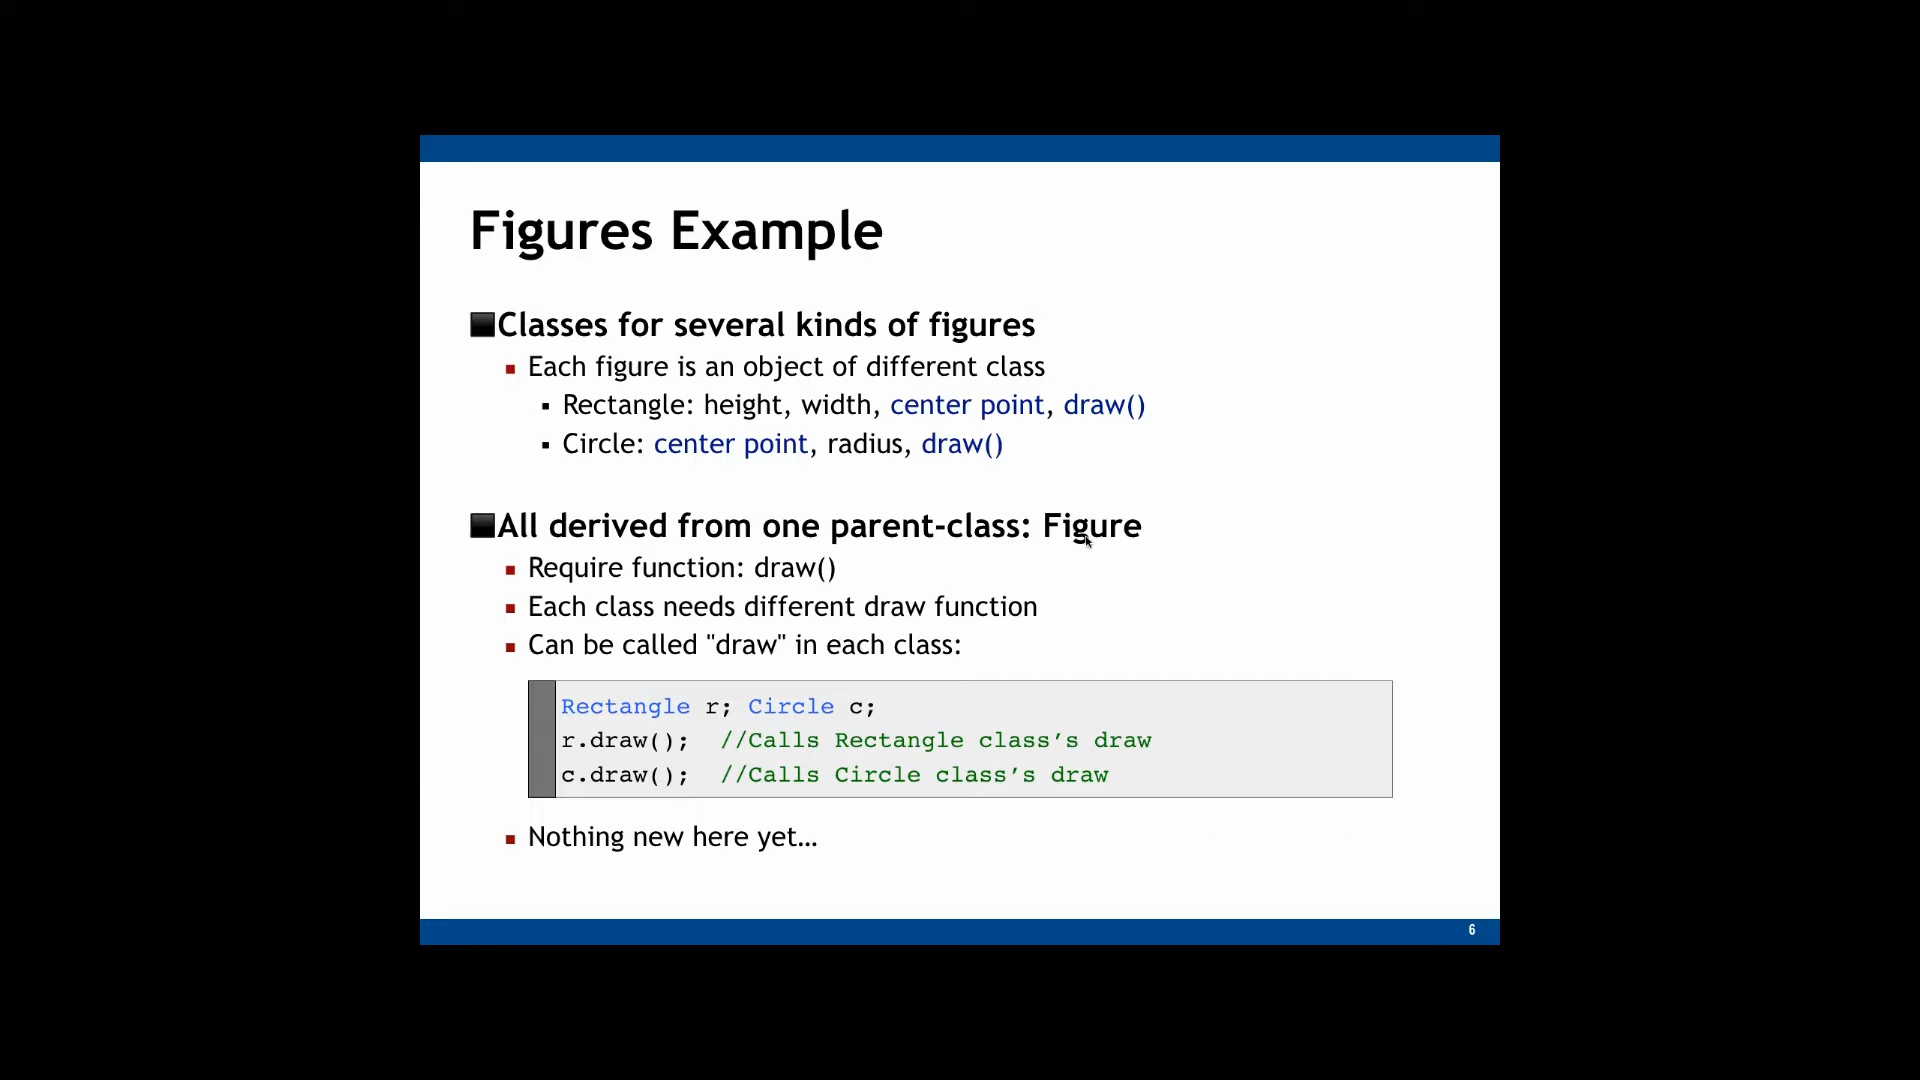 Figures Example
Classes for several kinds of figures
Each figure is an object of different class
Rectangle: height, width, center point, draw()
Circle: center point, radius, draw()
All derived from one parent-class: Figure
Require function: draw()
Each class needs different draw function
Can be called "draw" in each class:
Rectangle r; Circle c;
r.draw();  //Calls Rectangle class’s draw
c.draw();  //Calls Circle class’s draw
Nothing new here yet…
6